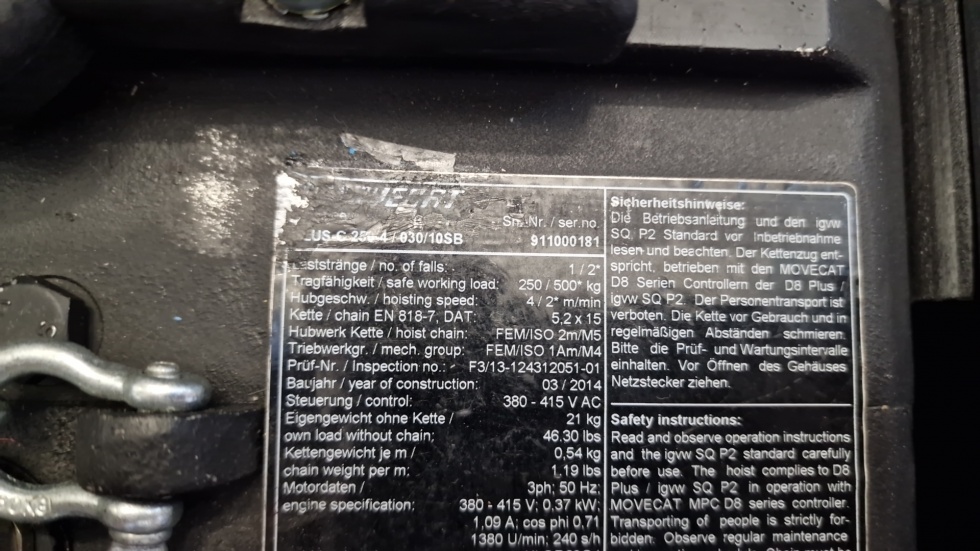 Sn. Nr. / ser no.
911000181
Laststränge / no. of falls: 1 / 2*
Tragfähigkeit / safe working load: 250 / 500* kg
Hubgeschw. / hoisting speed: 4 / 2* m/min
Kette / chain EN 818-7, DAT: 5,2 x 15
Hubwerk Kette / hoist chain: FEM/ISO 2m/M5
Triebwerkgr. / mech. group: FEM/ISO 1Am/M4
Prüf-Nr. / Inspection no.: F3/13-124312051-01
Baujahr / year of construction: 03 / 2014
Steuerung / control: 380 - 415 V AC
Eigengewicht ohne Kette / 21 kg
own load without chain: 46.30 lbs
Kettengewicht je m / 0,54 kg
chain weight per m: 1.19 lbs
Motordaten / 3ph; 50 Hz;
engine specification: 380 - 415 V; 0,37 kW;
1,09 A; cos phi 0.71
1380 U/min; 240 s/h
Sicherheitshinweise:
Die Betriebsanleitung und den igvw
SQ P2 Standard vor Inbetriebnahme
lesen und beachten. Der Kettenzug ent-
spricht, betrieben mit den MOVECAT
D8 Serien Controllern der D8 Plus /
igvw SQ P2. Der Personentransport ist
verboten. Die Kette vor Gebrauch und in
regelmäßigen Abständen schmieren.
Bitte die Prüf- und Wartungsintervalle
einhalten. Vor Öffnen des Gehäuses
Netzstecker ziehen.
Safety instructions:
Read and observe operation instructions
and the igvw SQ P2 standard carefully
before use. The hoist complies to D8
Plus / igvw SQ P2 in operation with
MOVECAT MPC D8 series controller.
Transporting of people is strictly for-
bidden. Observe regular maintenance